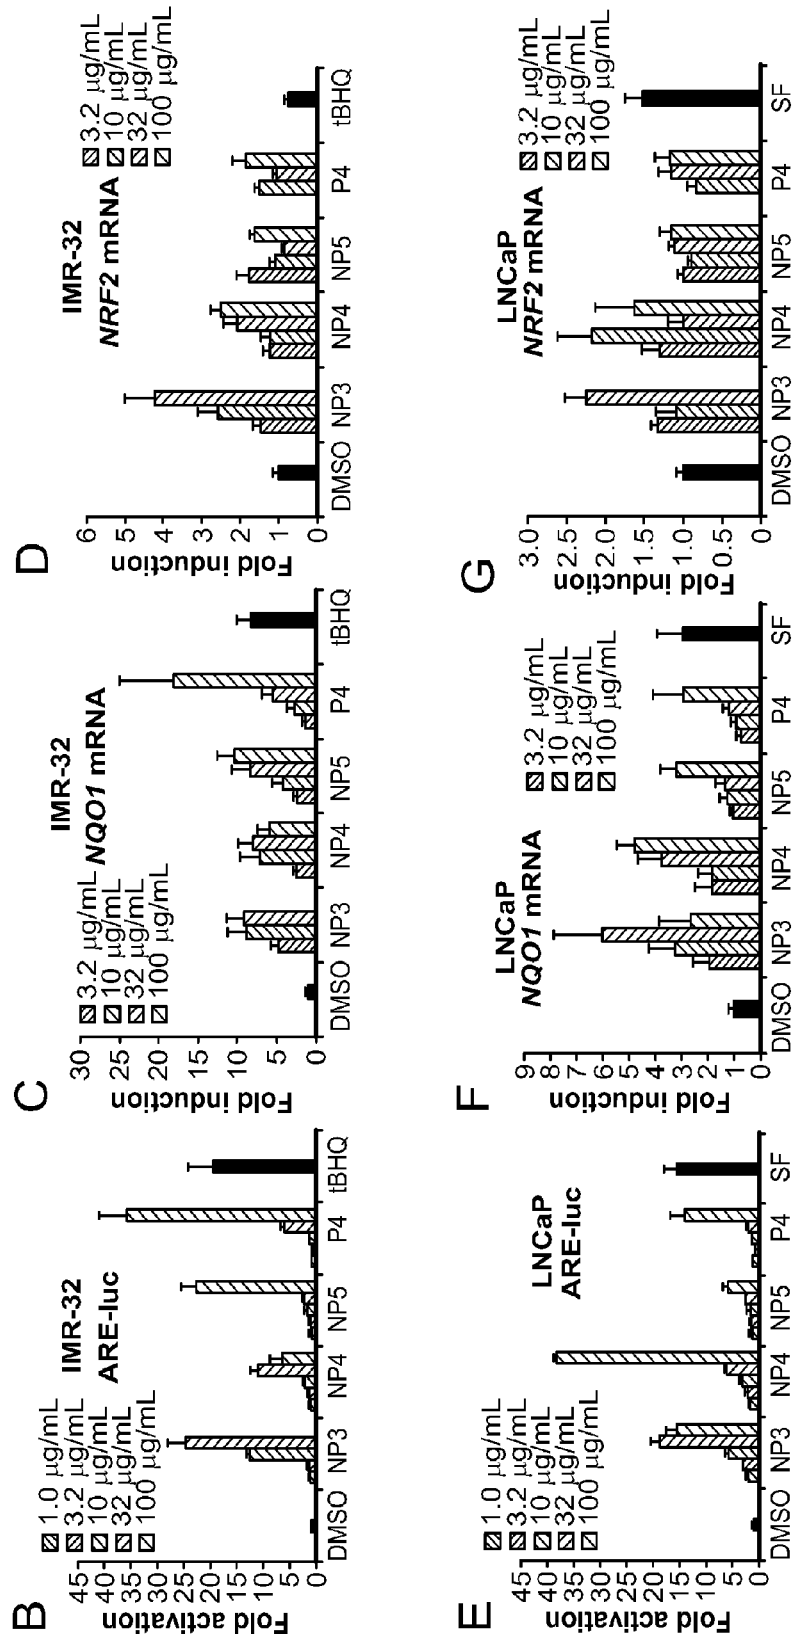 B
IMR-32
ARE-luc
1.0 µg/mL
3.2 µg/mL
10 µg/mL
32 µg/mL
100 µg/mL
Fold activation
45
40
35
30
25
20
15
10
5
0
DMSO NP3 NP4 NP5 P4 tBHQ
C
IMR-32
NQO1 mRNA
3.2 µg/mL
10 µg/mL
32 µg/mL
100 µg/mL
Fold induction
30
25
20
15
10
5
0
DMSO NP3 NP4 NP5 P4 tBHQ
D
IMR-32
NRF2 mRNA
3.2 µg/mL
10 µg/mL
32 µg/mL
100 µg/mL
Fold induction
6
5
4
3
2
1
0
DMSO NP3 NP4 NP5 P4 tBHQ
E
LNCaP
ARE-luc
1.0 µg/mL
3.2 µg/mL
10 µg/mL
32 µg/mL
100 µg/mL
Fold activation
45
40
35
30
25
20
15
10
5
0
DMSO NP3 NP4 NP5 P4 SF
F
LNCaP
NQO1 mRNA
3.2 µg/mL
10 µg/mL
32 µg/mL
100 µg/mL
Fold induction
9
8
7
6
5
4
3
2
1
0
DMSO NP3 NP4 NP5 P4 SF
G
LNCaP
NRF2 mRNA
3.2 µg/mL
10 µg/mL
32 µg/mL
100 µg/mL
Fold induction
3.0
2.5
2.0
1.5
1.0
0.5
0
DMSO NP3 NP4 NP5 P4 SF